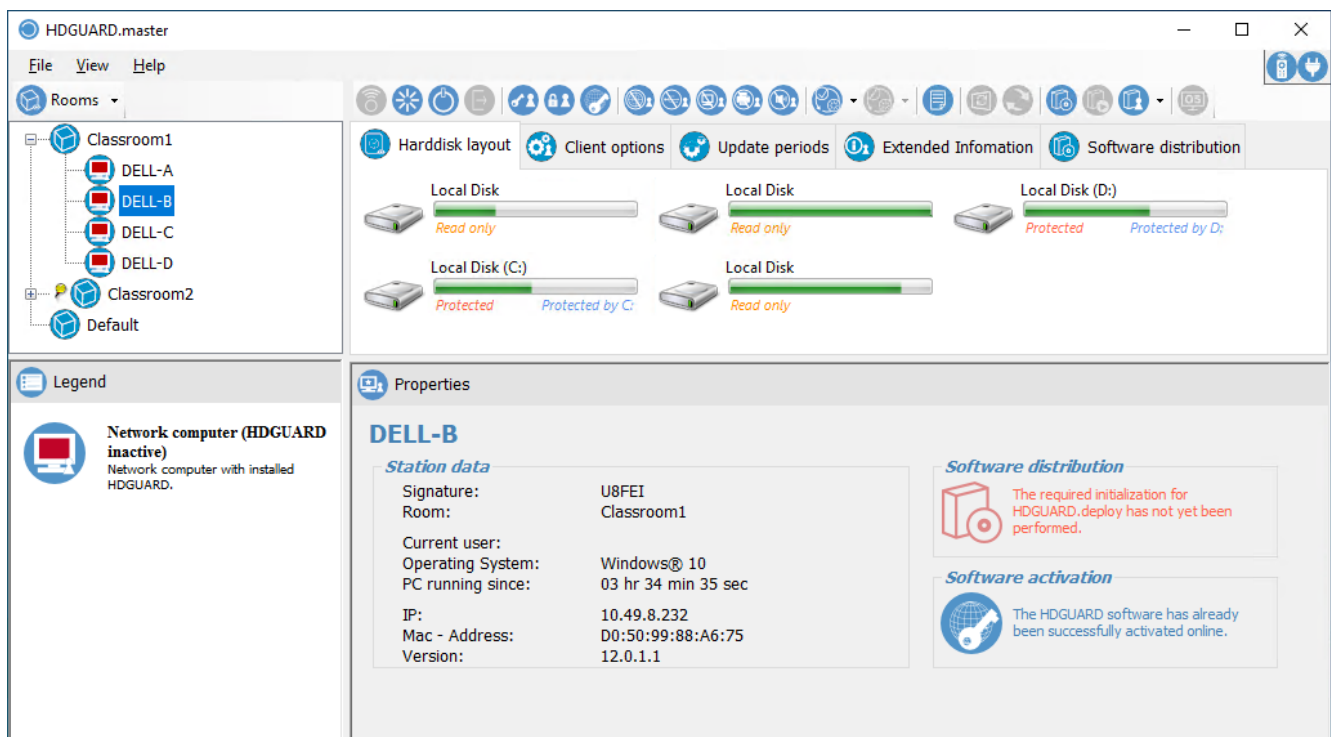 HDGUARD.master
File View Help
Rooms
Classroom1
DELL-A
DELL-B
DELL-C
DELL-D
Classroom2
Default
Harddisk layout Client options Update periods Extended Infomation Software distribution
Local Disk
Read only
Local Disk
Read only
Local Disk (D:)
Protected Protected by D:
Local Disk (C:)
Protected Protected by C:
Local Disk
Read only
Legend
Network computer (HDGUARD
inactive)
Network computer with installed
HDGUARD.
Properties
DELL-B
Station data
Signature: U8FEI
Room: Classroom1
Current user:
Operating System: Windows® 10
PC running since: 03 hr 34 min 35 sec
IP: 10.49.8.232
Mac - Address: D0:50:99:88:A6:75
Version: 12.0.1.1
Software distribution
The required initialization for
HDGUARD.deploy has not yet been
performed.
Software activation
The HDGUARD software has already
been successfully activated online.